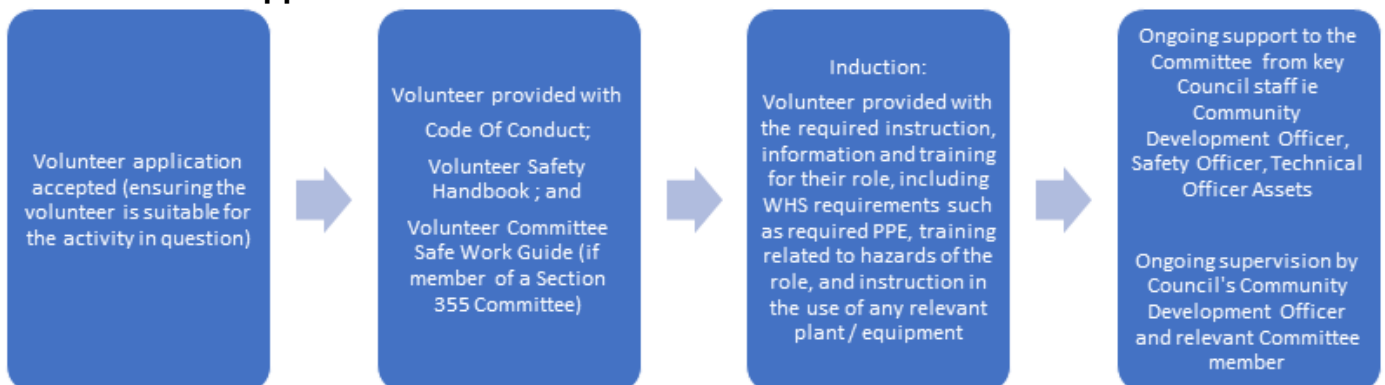 Volunteer application
accepted (ensuring the
volunteer is suitable for
the activity in question)
Volunteer provided with
Code Of Conduct;
Volunteer Safety
Handbook ; and
Volunteer Committee
Safe Work Guide (if
member of a Section
355 Committee)
Induction:
Volunteer provided with
the required instruction,
information and training
for their role, including
WHS requirements such
as required PPE, training
related to hazards of the
role, and instruction in
the use of any relevant
plant / equipment
Ongoing support to the
Committee from key
Council staff ie
Community
Development Officer,
Safety Officer, Technical
Officer Assets
Ongoing supervision by
Council's Community
Development Officer
and relevant Committee
member